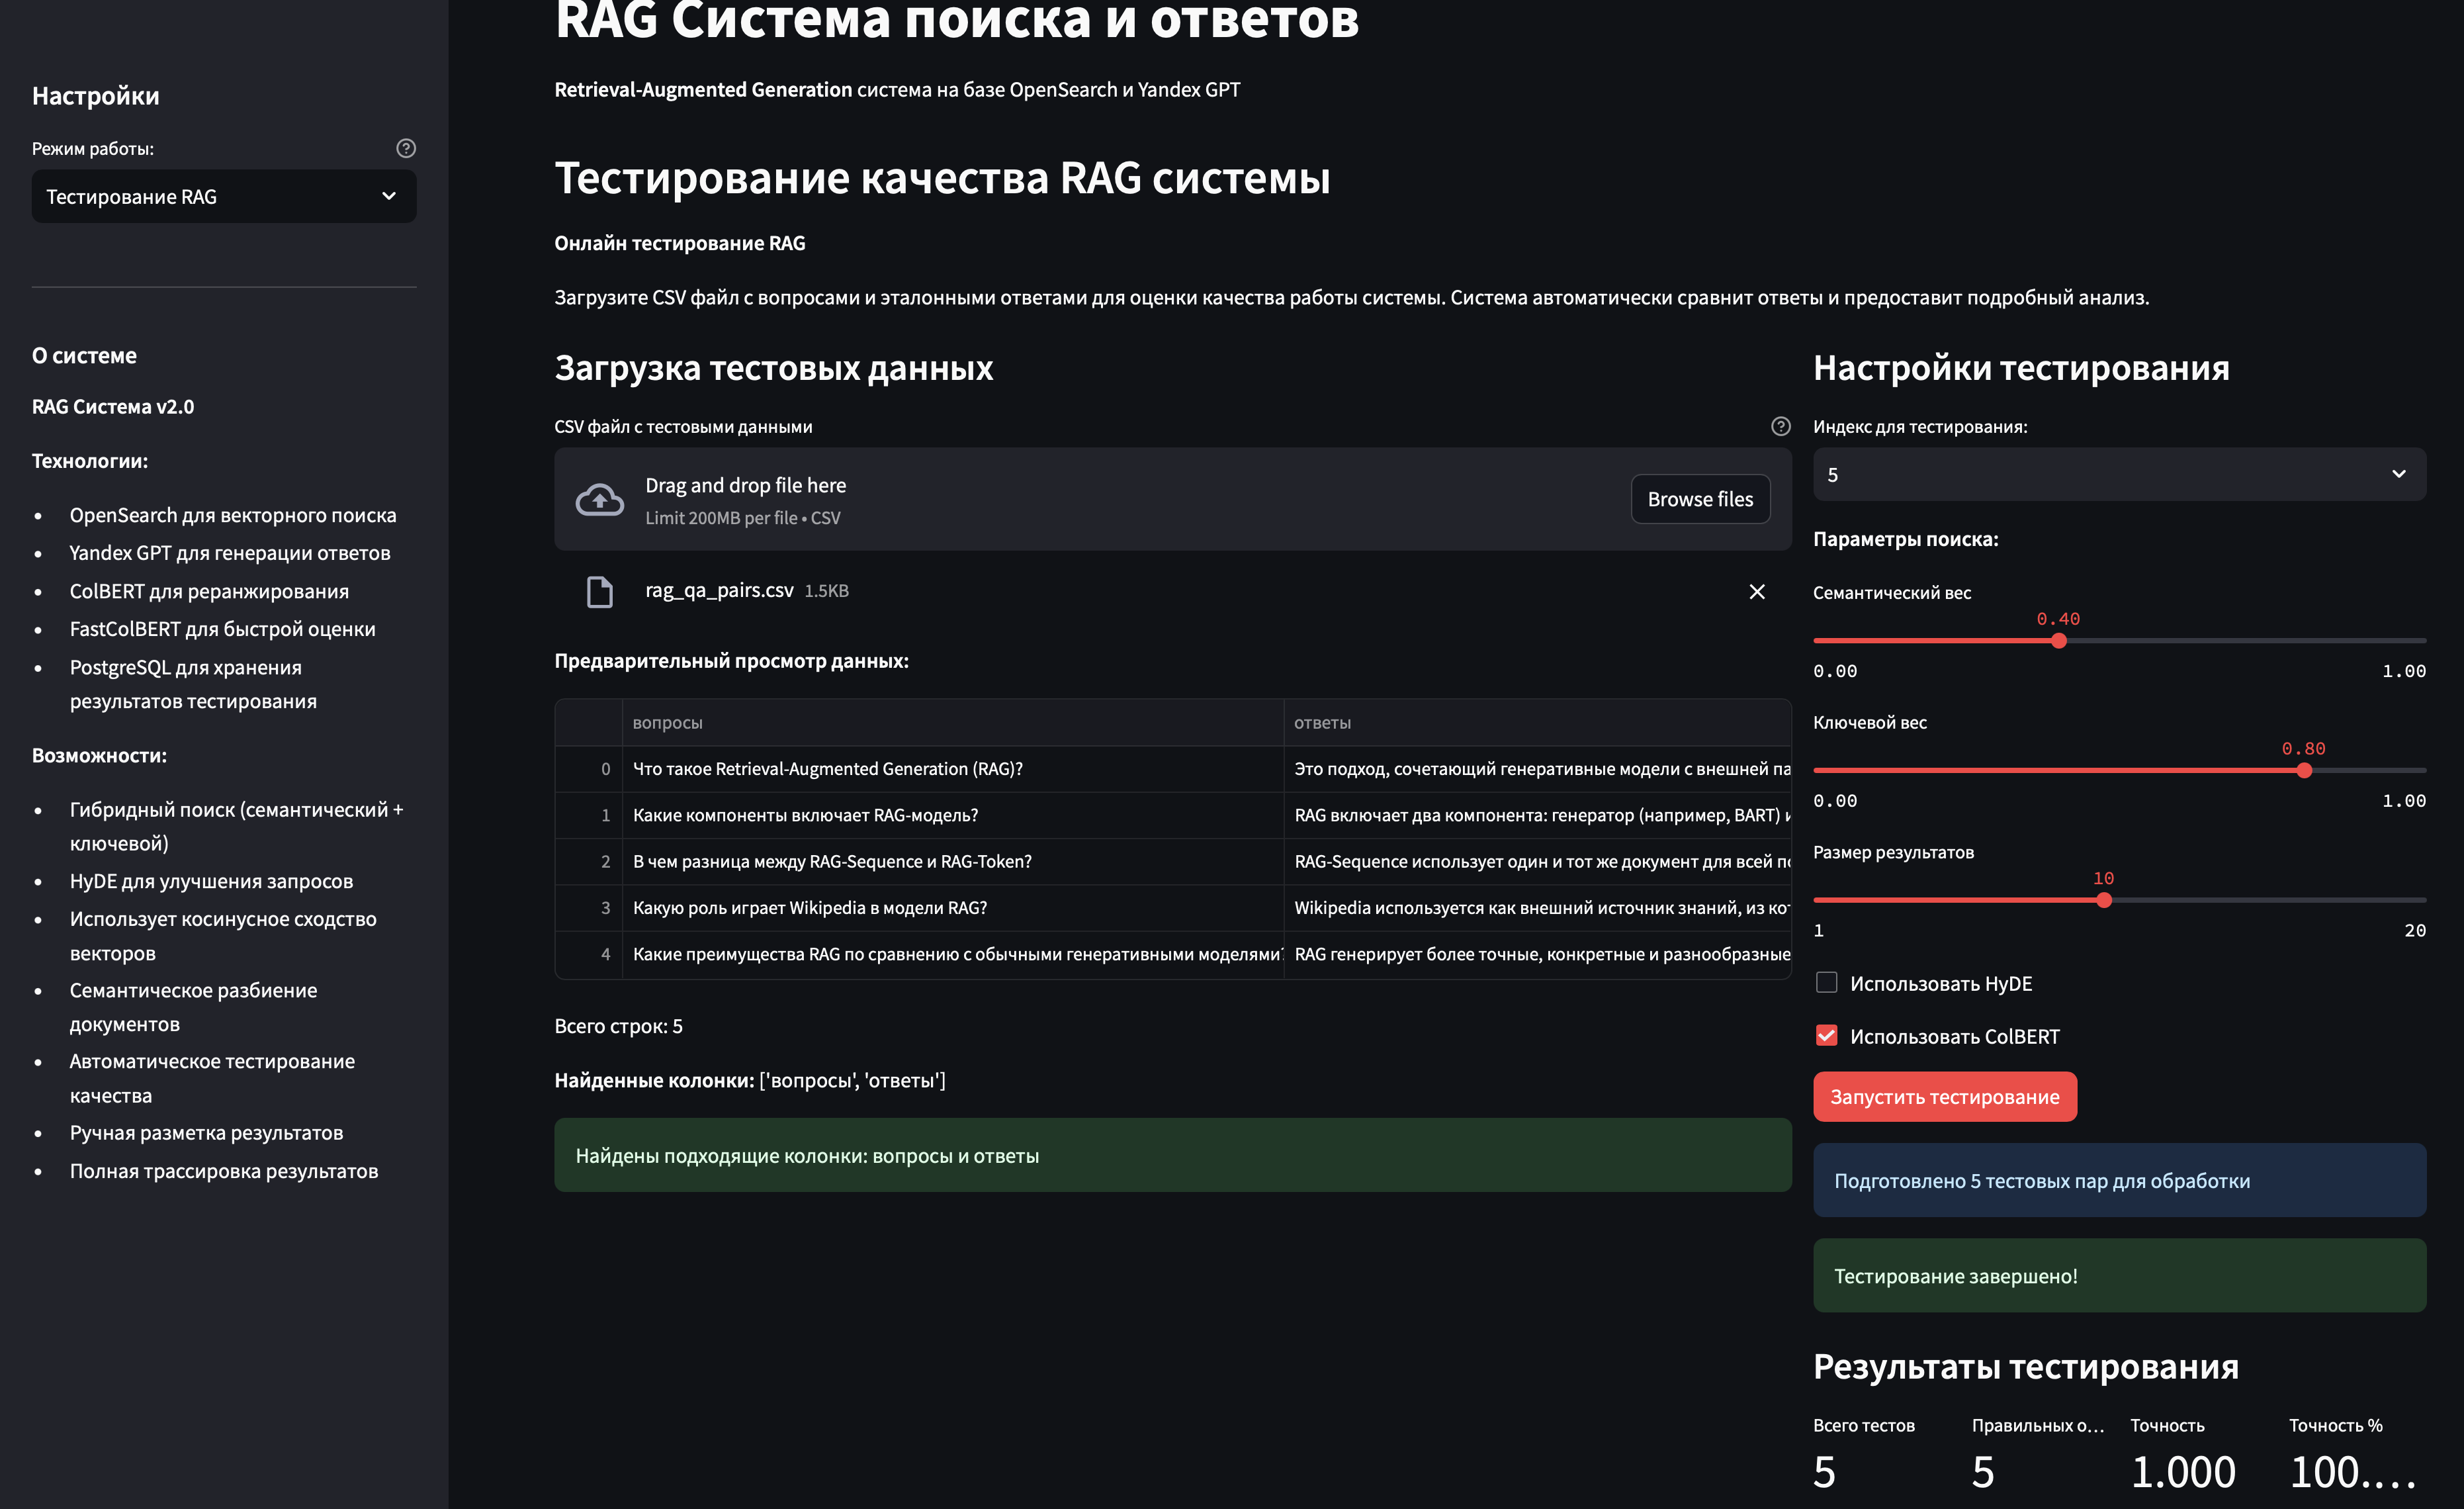 Настройки
Режим работы:
Тестирование RAG
О системе
RAG Система v2.0
Технологии:
OpenSearch для векторного поиска
Yandex GPT для генерации ответов
ColBERT для реранжирования
FastColBERT для быстрой оценки
PostgreSQL для хранения
результатов тестирования
Возможности:
Гибридный поиск (семантический +
ключевой)
HyDE для улучшения запросов
Использует косинусное сходство
векторов
Семантическое разбиение
документов
Автоматическое тестирование
качества
Ручная разметка результатов
Полная трассировка результатов
RAG Система поиска и ответов
Retrieval-Augmented Generation система на базе OpenSearch и Yandex GPT
Тестирование качества RAG системы
Онлайн тестирование RAG
Загрузите CSV файл с вопросами и эталонными ответами для оценки качества работы системы. Система автоматически сравнит ответы и предоставит подробный анализ.
Загрузка тестовых данных
CSV файл с тестовыми данными
Drag and drop file here
Limit 200MB per file • CSV
Browse files
rag_qa_pairs.csv 1.5KB
Предварительный просмотр данных:
вопросы ответы
0 Что такое Retrieval-Augmented Generation (RAG)? Это подход, сочетающий генеративные модели с внешней па
1 Какие компоненты включает RAG-модель? RAG включает два компонента: генератор (например, BART) и
2 В чем разница между RAG-Sequence и RAG-Token? RAG-Sequence использует один и тот же документ для всей по
3 Какую роль играет Wikipedia в модели RAG? Wikipedia используется как внешний источник знаний, из кот
4 Какие преимущества RAG по сравнению с обычными генеративными моделями? RAG генерирует более точные, конкретные и разнообразные
Всего строк: 5
Найденные колонки: ['вопросы', 'ответы']
Найдены подходящие колонки: вопросы и ответы
Настройки тестирования
Индекс для тестирования:
5
Параметры поиска:
Семантический вес
0.40
0.00 1.00
Ключевой вес
0.80
0.00 1.00
Размер результатов
10
1 20
Использовать HyDE
Использовать ColBERT
Запустить тестирование
Подготовлено 5 тестовых пар для обработки
Тестирование завершено!
Результаты тестирования
Всего тестов Правильных о… Точность Точность %
5 5 1.000 100.…